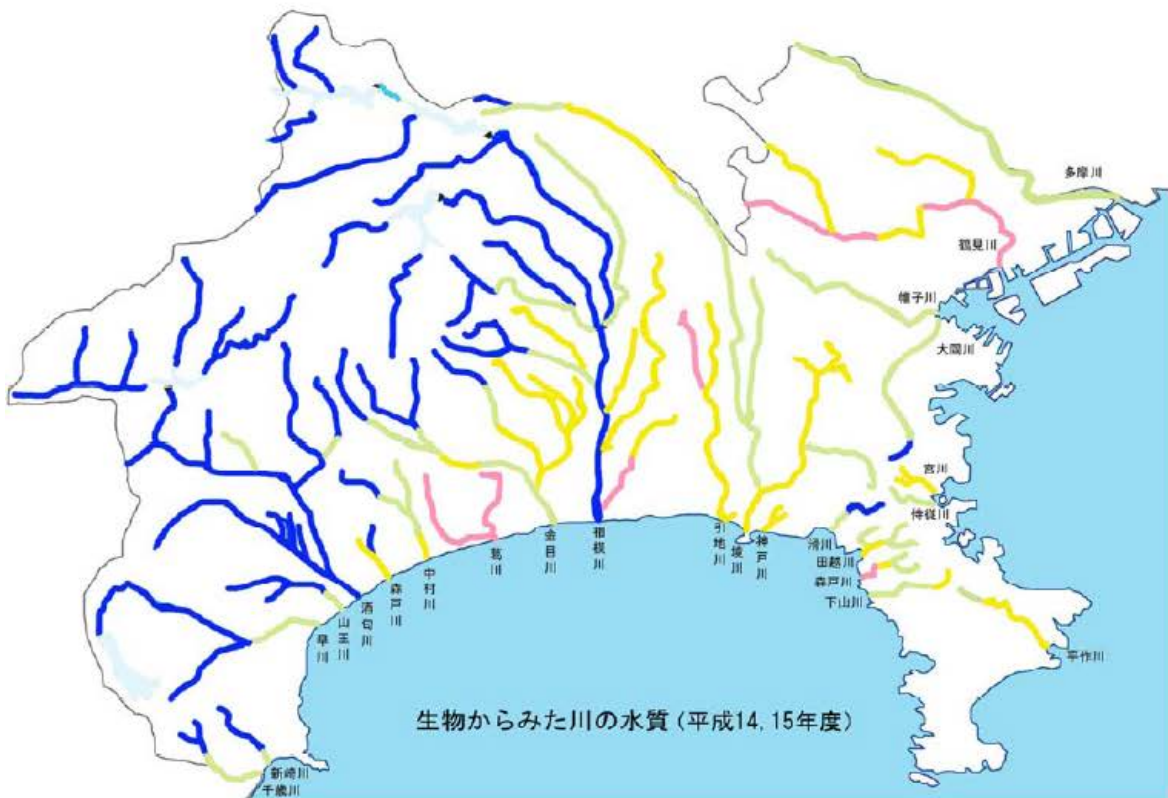 多摩川
鶴見川
帷子川
大岡川
宮川
侍従川
滑川
田越川
森戸川
下山川
平作川
神戸川
境川
引地川
相模川
金目川
葛川
中村川
森戸川
酒匂川
山王川
早川
新崎川
千歳川
生物からみた川の水質（平成14,15年度）